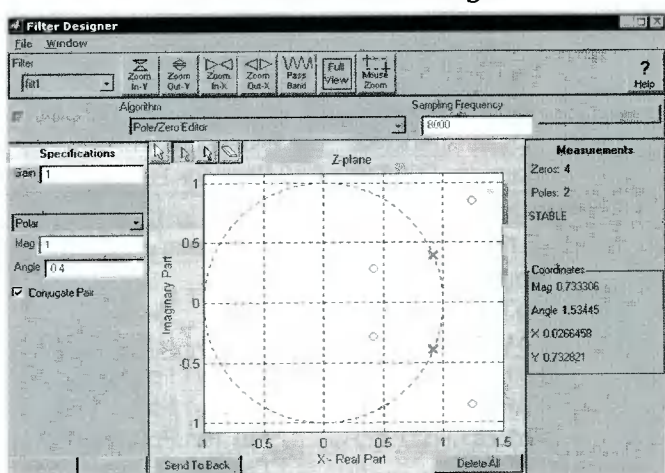 Filter Designer
File Window
Filter
filt1
Zoom In-Y
Zoom Out-Y
Zoom In-X
Zoom Out-X
Pass Band
Full View
Mouse Zoom
?
Help
Algorithm
Pole/Zero Editor
Sampling Frequency
8000
Specifications
Gain 1
Polar
Mag 1
Angle 0.4
Conjugate Pair
Z-plane
Imaginary Part
1
0.5
0
-0.5
-1
-1 -0.5 0 0.5 1 1.5
X - Real Part
Send To Back
Delete All
Measurements
Zeros: 4
Poles: 2
STABLE
Coordinates
Mag 0.733306
Angle 1.53445
X 0.0266458
Y 0.732821